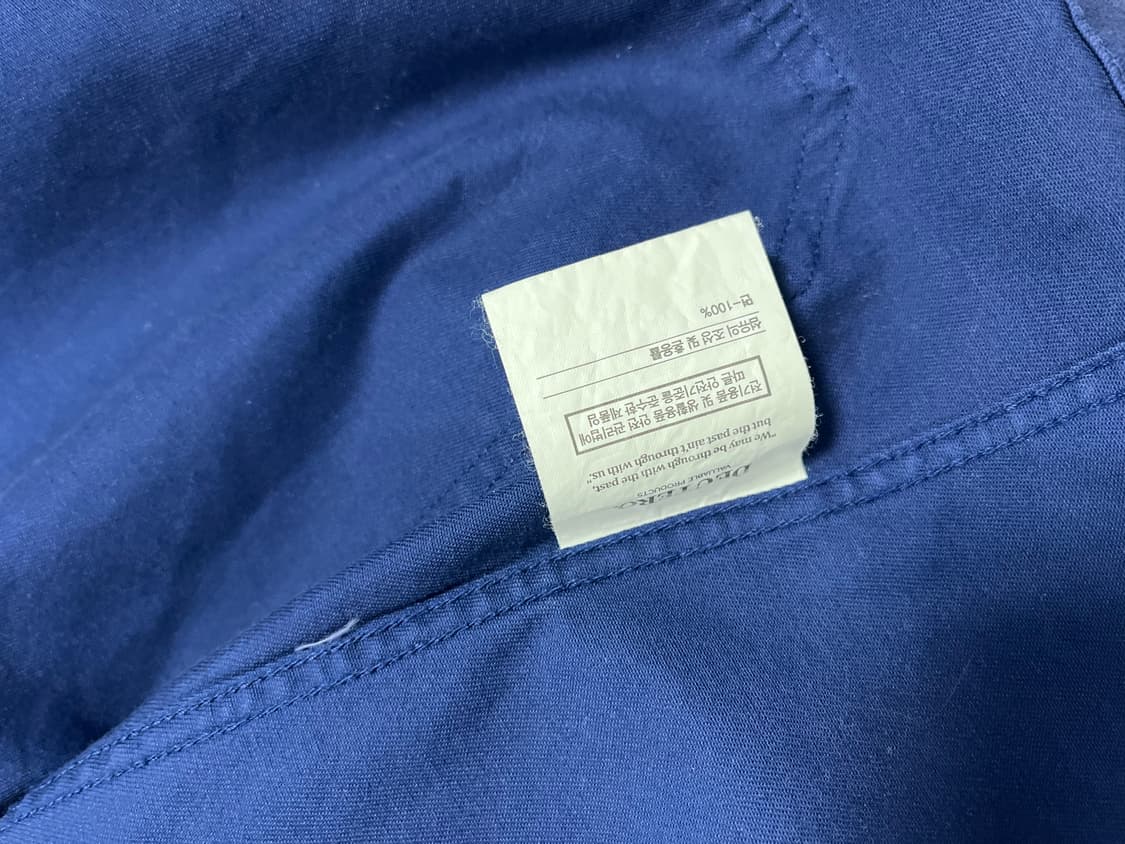 DEUTERO.
VALUABLE PRODUCTS
"We may be through with the past,
but the past ain't through with us."
전기용품 및 생활용품 안전 관리법에
따른 안전기준을 준수한 제품임
섬유의 조성 및 혼용률
면-100%